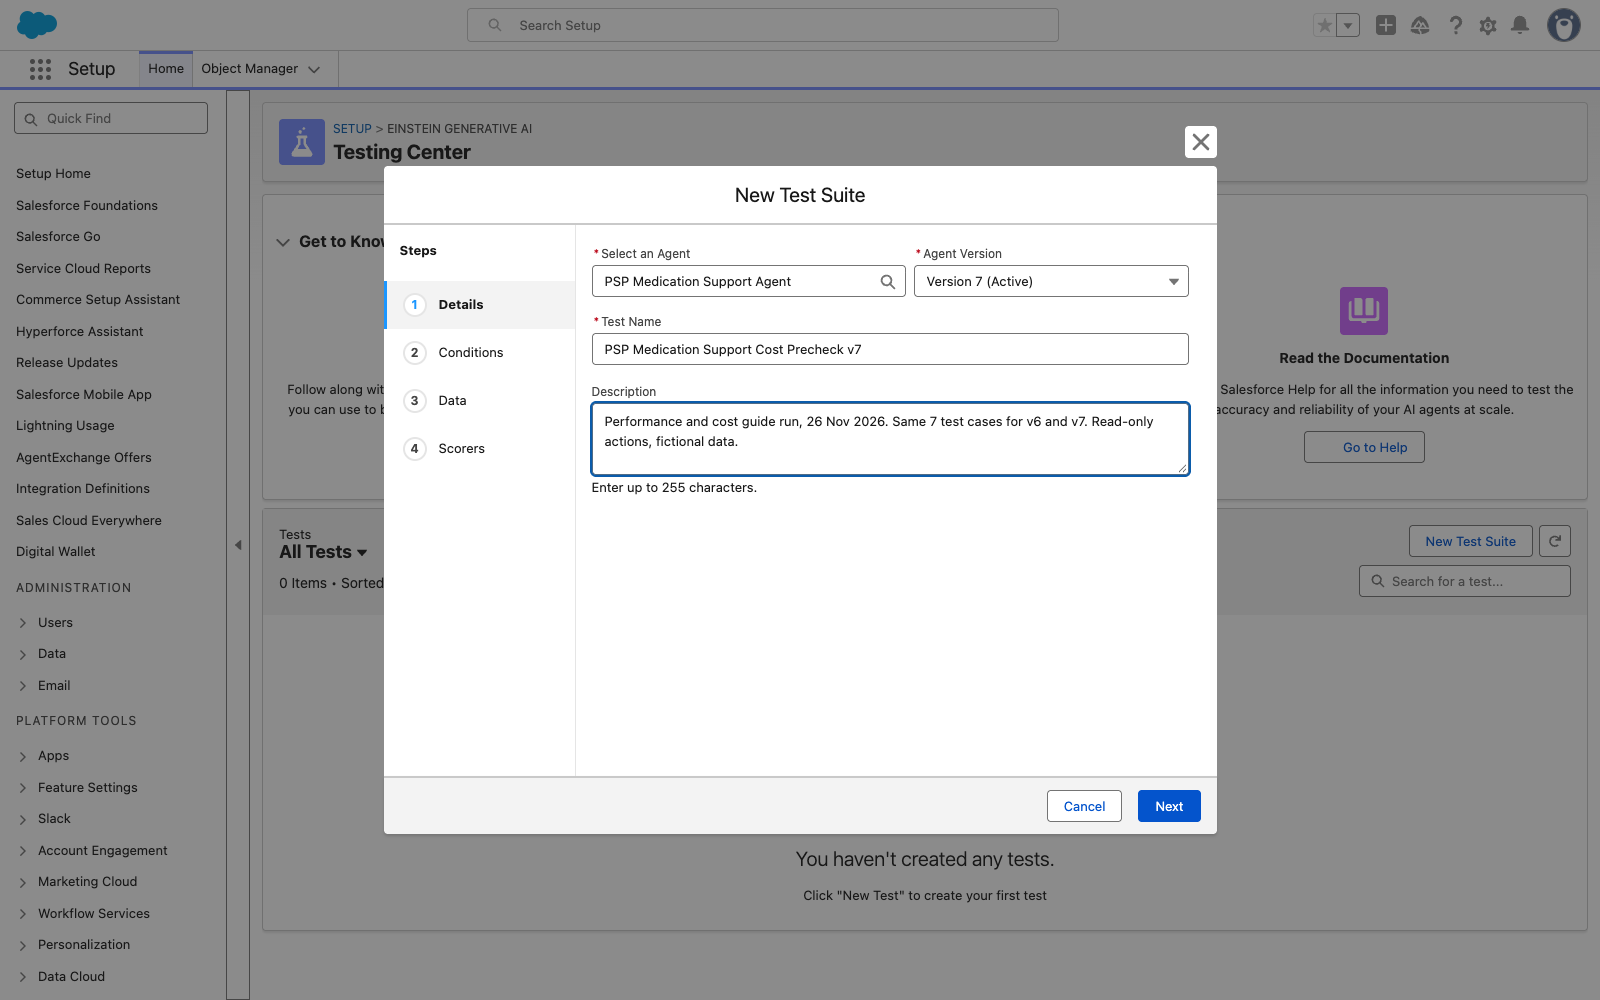 Search Setup
Setup
Home
Object Manager
Quick Find
Setup Home
Salesforce Foundations
Salesforce Go
Service Cloud Reports
Commerce Setup Assistant
Hyperforce Assistant
Release Updates
Salesforce Mobile App
Lightning Usage
AgentExchange Offers
Integration Definitions
Sales Cloud Everywhere
Digital Wallet
ADMINISTRATION
Users
Data
Email
PLATFORM TOOLS
Apps
Feature Settings
Slack
Account Engagement
Marketing Cloud
Workflow Services
Personalization
Data Cloud
SETUP > EINSTEIN GENERATIVE AI
Testing Center
Get to Know
Follow along wit
you can use to b
New Test Suite
Steps
1 Details
2 Conditions
3 Data
4 Scorers
* Select an Agent
PSP Medication Support Agent
* Agent Version
Version 7 (Active)
* Test Name
PSP Medication Support Cost Precheck v7
Description
Performance and cost guide run, 26 Nov 2026. Same 7 test cases for v6 and v7. Read-only
actions, fictional data.
Enter up to 255 characters.
Cancel
Next
Read the Documentation
Salesforce Help for all the information you need to test the
accuracy and reliability of your AI agents at scale.
Go to Help
Tests
All Tests
0 Items • Sorted
New Test Suite
Search for a test...
You haven't created any tests.
Click "New Test" to create your first test